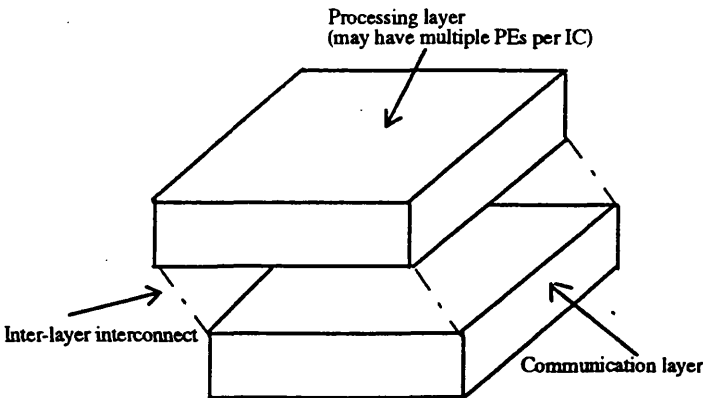 Processing layer
(may have multiple PEs per IC)
Inter-layer interconnect
Communication layer